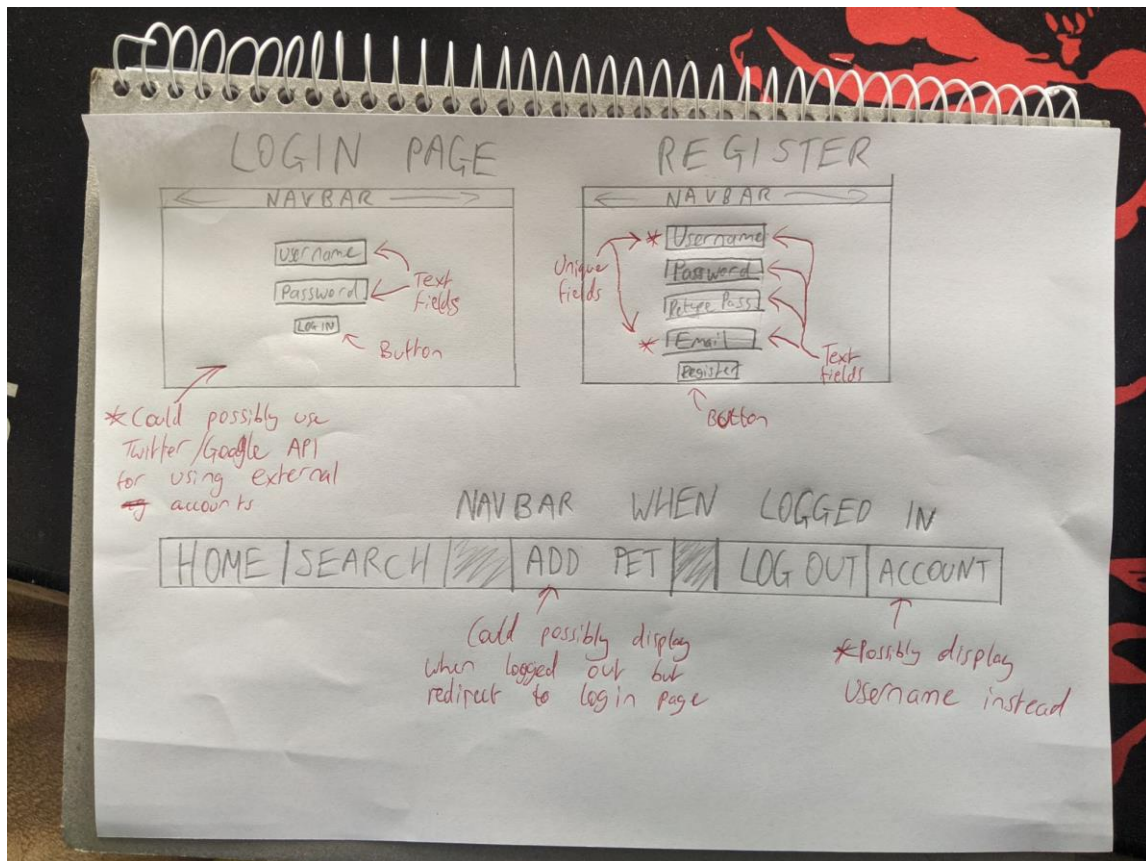 LOGIN PAGE
NAVBAR
Username
Password
LOGIN
Text
fields
Button
*Could possibly use
Twitter/Google API
for using external
accounts
REGISTER
NAVBAR
* Username
Password
Retype Pass
* Email
Register
Unique
fields
Text
fields
Button
NAVBAR WHEN LOGGED IN
HOME SEARCH ADD PET LOG OUT ACCOUNT
Could possibly display
when logged out but
redirect to login page
*Possibly display
Username instead